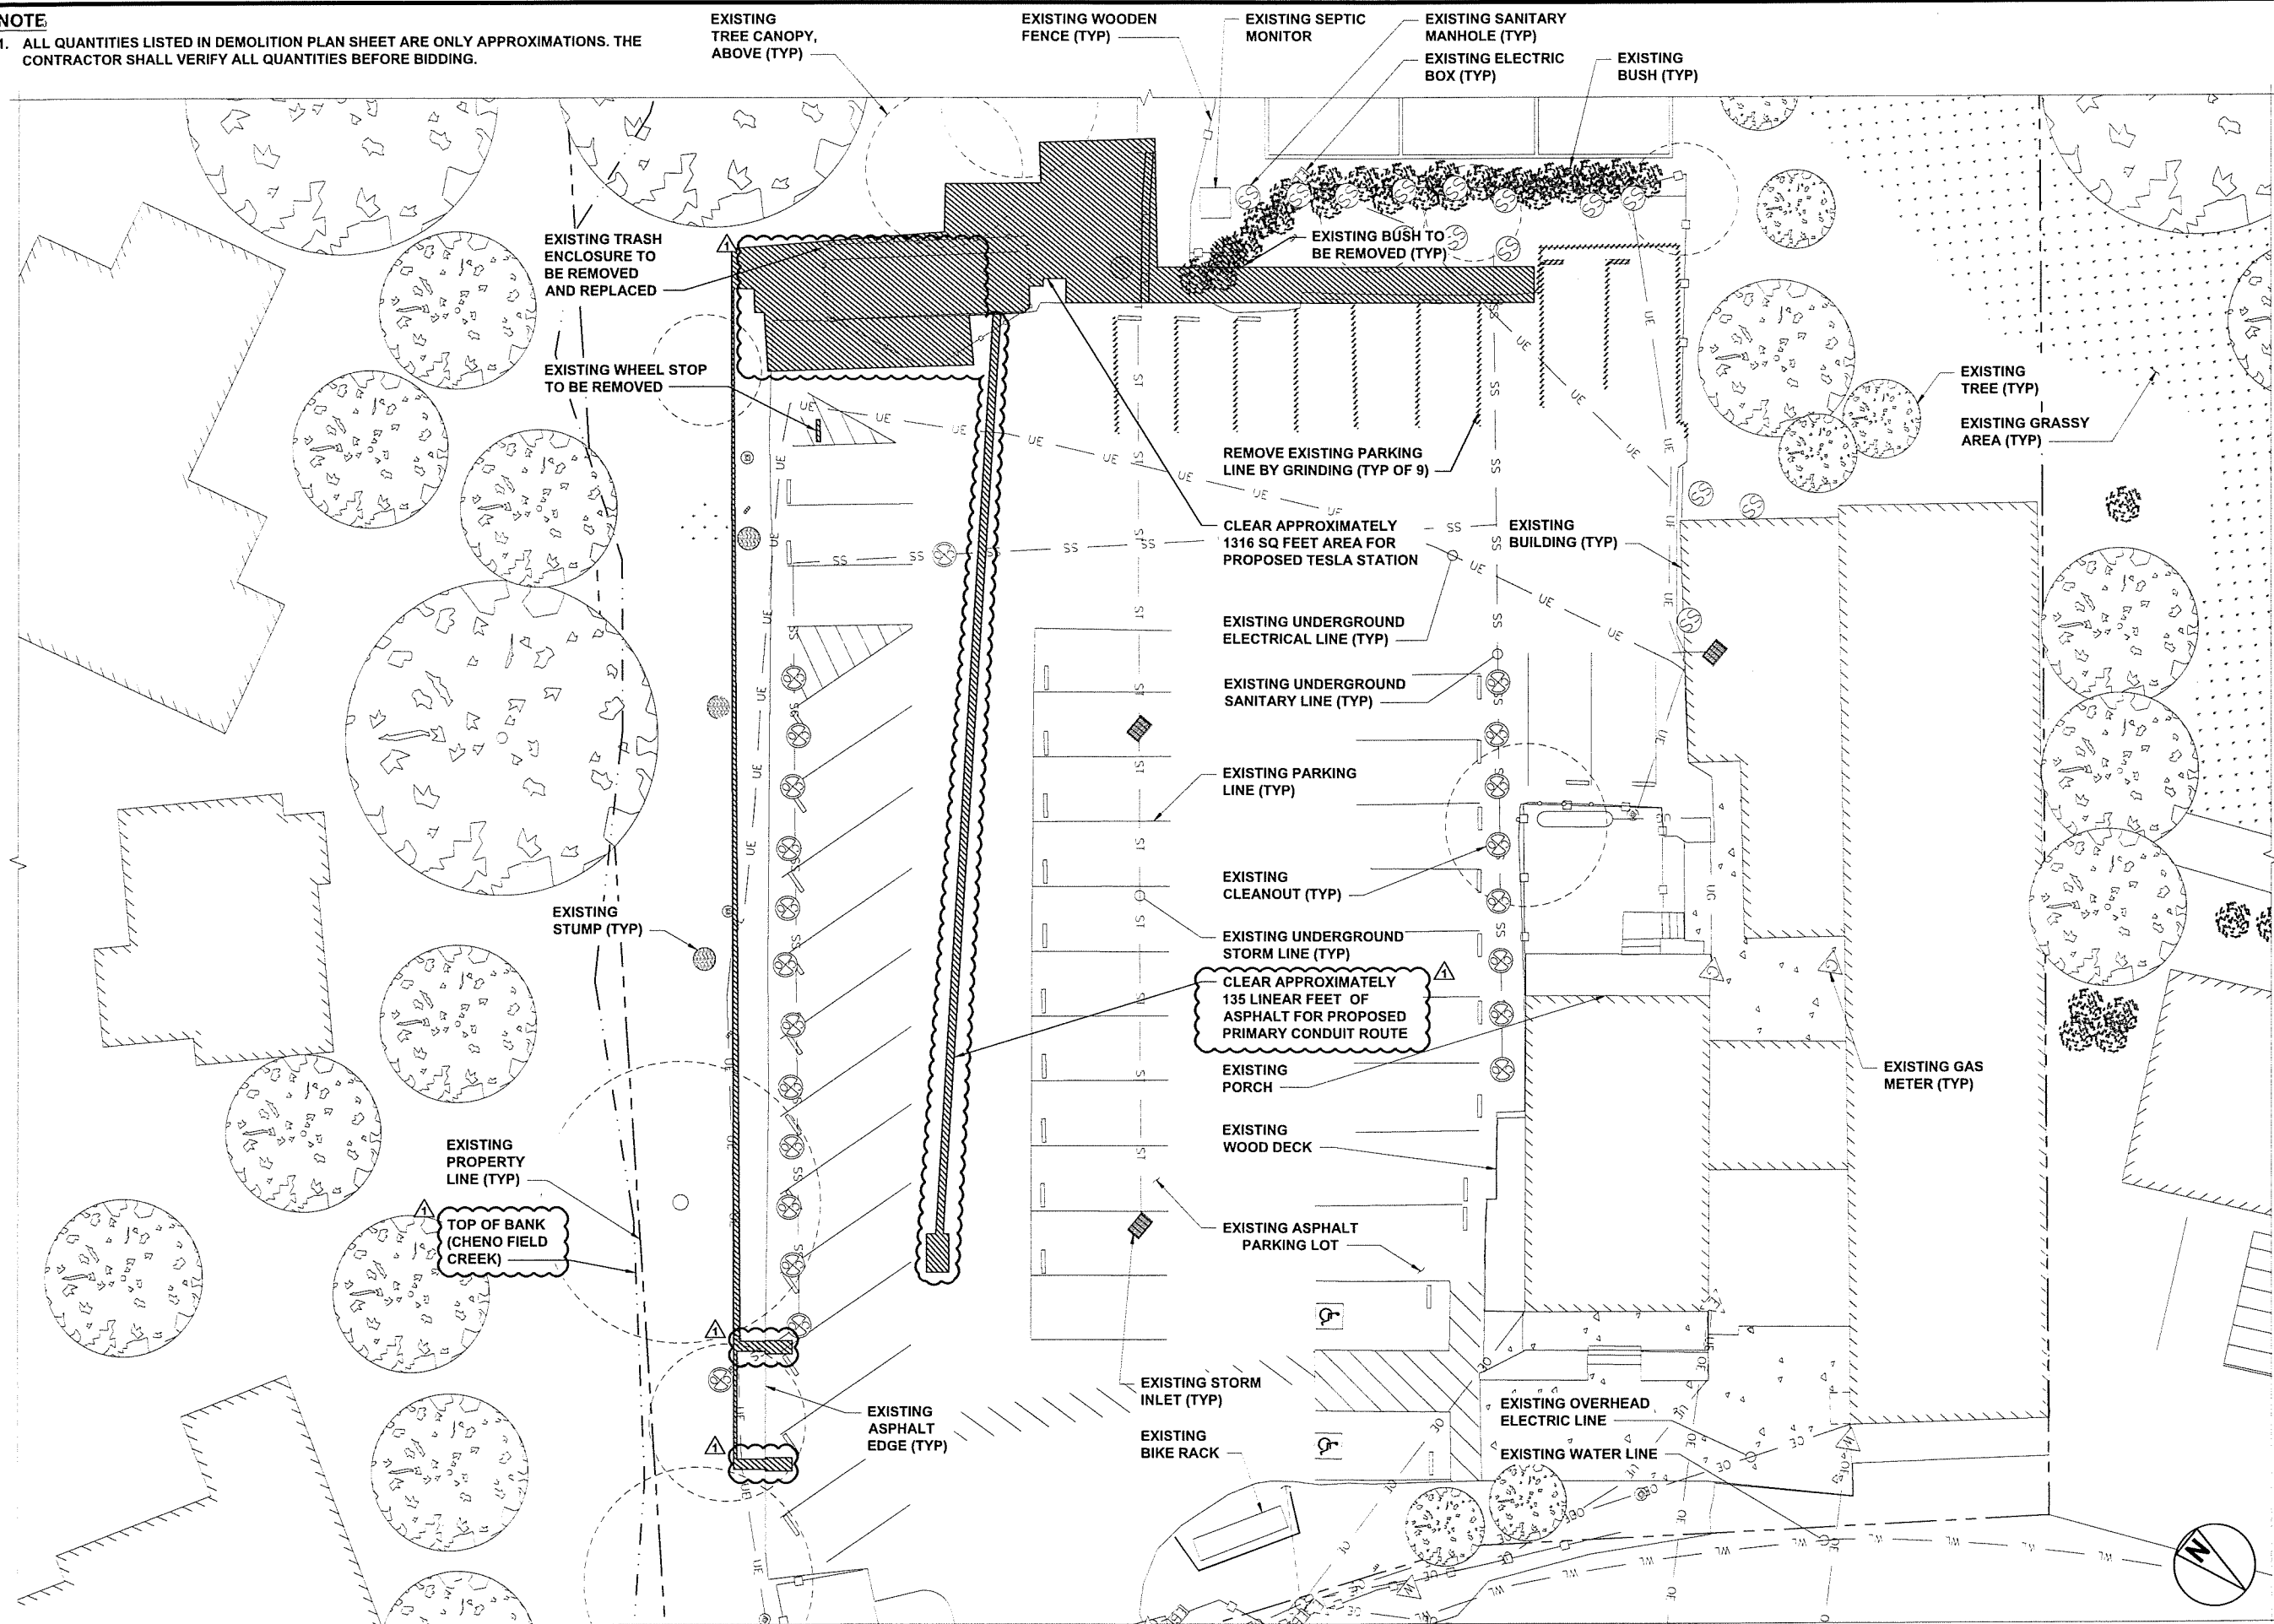 NOTE
1. ALL QUANTITIES LISTED IN DEMOLITION PLAN SHEET ARE ONLY APPROXIMATIONS. THE
CONTRACTOR SHALL VERIFY ALL QUANTITIES BEFORE BIDDING.
EXISTING
TREE CANOPY,
ABOVE (TYP)
EXISTING WOODEN
FENCE (TYP)
EXISTING SEPTIC
MONITOR
EXISTING SANITARY
MANHOLE (TYP)
EXISTING ELECTRIC
BOX (TYP)
EXISTING
BUSH (TYP)
EXISTING TRASH
ENCLOSURE TO
BE REMOVED
AND REPLACED
1
EXISTING BUSH TO
BE REMOVED (TYP)
EXISTING WHEEL STOP
TO BE REMOVED
EXISTING
TREE (TYP)
EXISTING GRASSY
AREA (TYP)
REMOVE EXISTING PARKING
LINE BY GRINDING (TYP OF 9)
CLEAR APPROXIMATELY
1316 SQ FEET AREA FOR
PROPOSED TESLA STATION
EXISTING
BUILDING (TYP)
EXISTING UNDERGROUND
ELECTRICAL LINE (TYP)
EXISTING UNDERGROUND
SANITARY LINE (TYP)
EXISTING PARKING
LINE (TYP)
EXISTING
CLEANOUT (TYP)
EXISTING
STUMP (TYP)
EXISTING UNDERGROUND
STORM LINE (TYP)
CLEAR APPROXIMATELY
135 LINEAR FEET OF
ASPHALT FOR PROPOSED
PRIMARY CONDUIT ROUTE
1
EXISTING
PORCH
EXISTING GAS
METER (TYP)
EXISTING
WOOD DECK
EXISTING
PROPERTY
LINE (TYP)
1
TOP OF BANK
(CHENO FIELD
CREEK)
EXISTING ASPHALT
PARKING LOT
1
EXISTING STORM
INLET (TYP)
EXISTING
ASPHALT
EDGE (TYP)
EXISTING OVERHEAD
ELECTRIC LINE
1
EXISTING
BIKE RACK
EXISTING WATER LINE
N